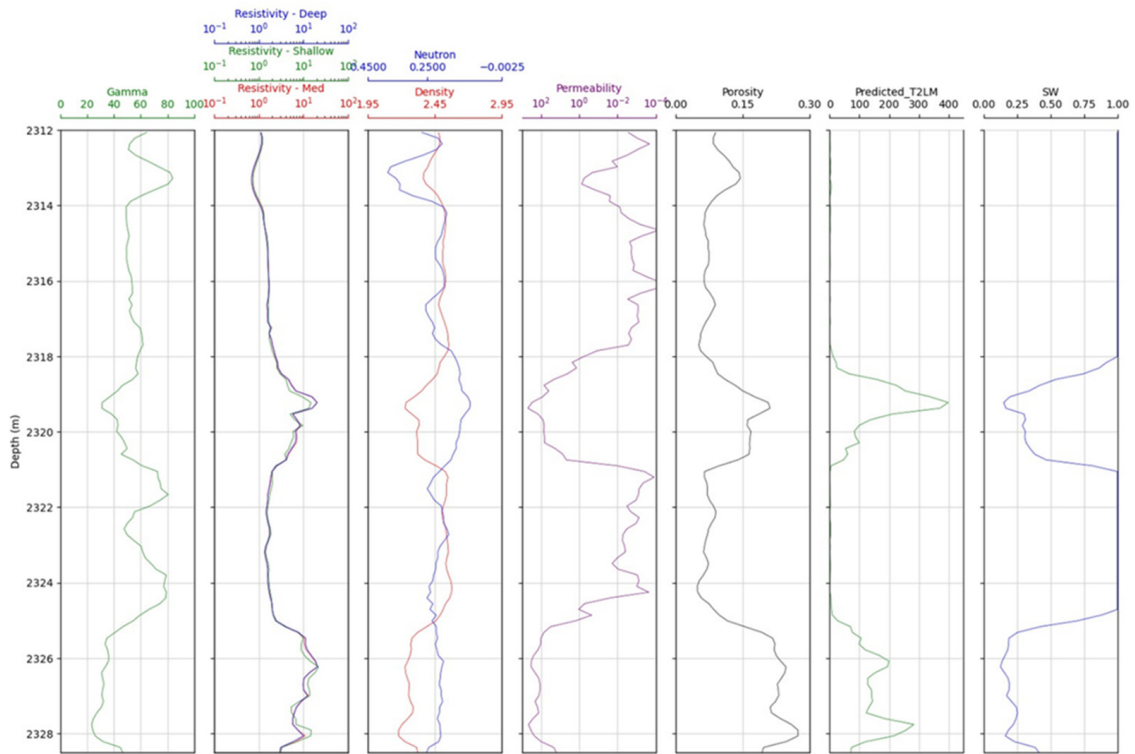 Resistivity - Deep
10⁻¹ 10⁰ 10¹ 10²
Resistivity - Shallow Neutron
10⁻¹ 10⁰ 10¹ 10² 0.4500 0.2500 −0.0025
Gamma Resistivity - Med Density Permeability Porosity Predicted_T2LM SW
0 20 40 60 80 100 10⁻¹ 10⁰ 10¹ 10² 1.95 2.45 2.95 10² 10⁰ 10⁻² 10⁻⁴ 0.00 0.15 0.30 0 100 200 300 400 0.00 0.25 0.50 0.75 1.00
2312
2314
2316
2318
2320
2322
2324
2326
2328
Depth (m)